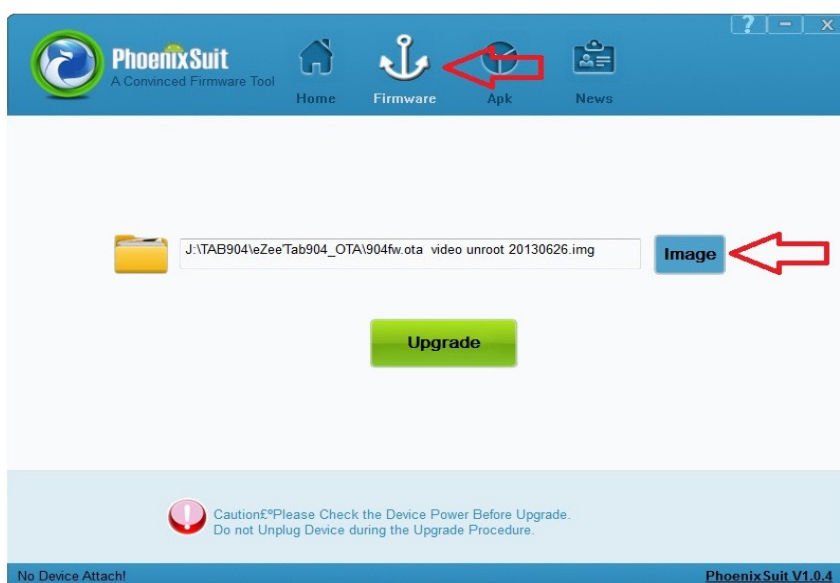 ? - x
PhoenixSuit
A Convinced Firmware Tool
Home Firmware Apk News
J:\TAB904\eZee'Tab904_OTA\904fw.ota video unroot 20130626.img
Image
Upgrade
Caution£ºPlease Check the Device Power Before Upgrade.
Do not Unplug Device during the Upgrade Procedure.
No Device Attach! PhoenixSuit V1.0.4